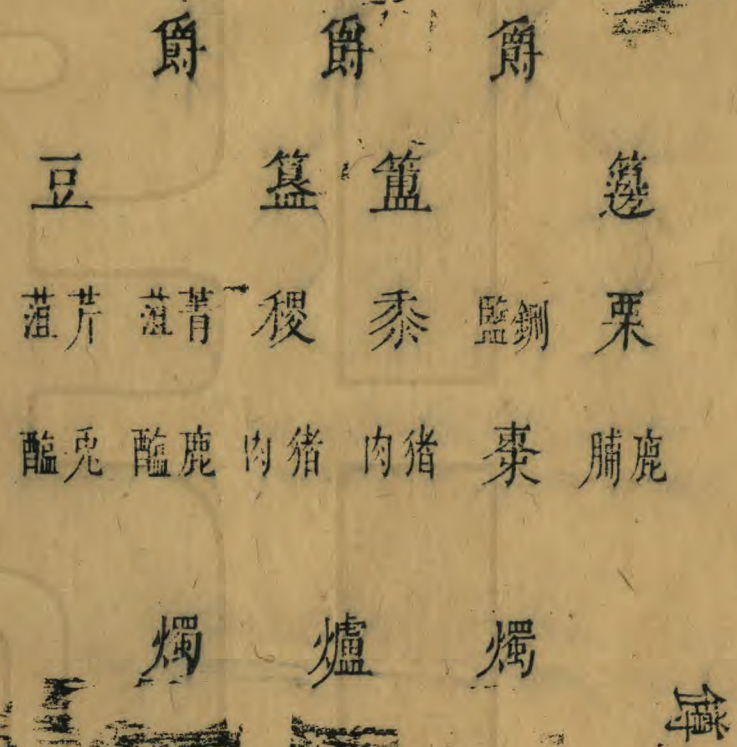 爵 爵 爵
籩 簠 簋 豆
栗 鉶 黍 稷 菁菹 芹菹
鹿脯 棗 猪肉 猪肉 鹿醢 兎醢
燭 爐 燭